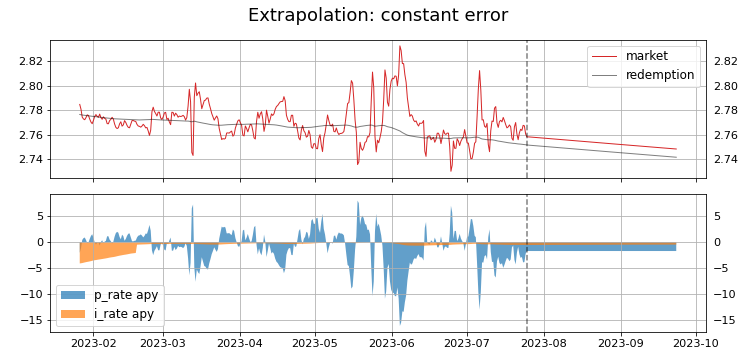 Extrapolation: constant error
2.82 2.82
2.80 2.80
2.78 2.78
2.76 2.76
2.74 2.74
market
redemption
5 5
0 0
−5 −5
−10 −10
−15 −15
p_rate apy
i_rate apy
2023-02 2023-03 2023-04 2023-05 2023-06 2023-07 2023-08 2023-09 2023-10